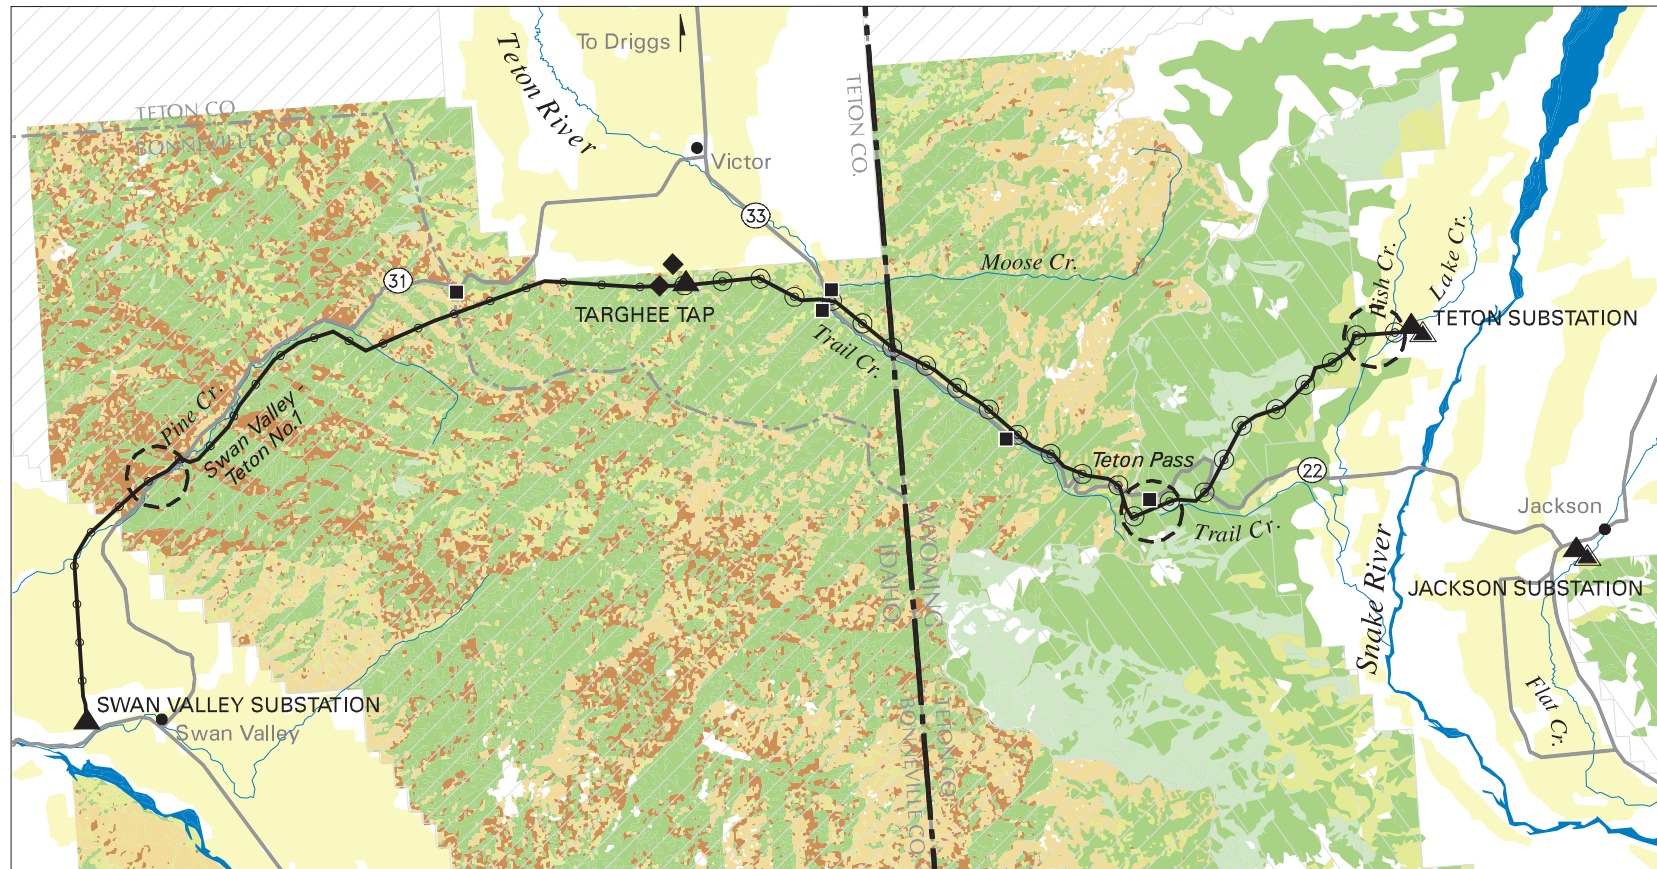 To Driggs
Teton River
TETON CO.
BONNEVILLE CO.
TETON CO.
Victor
33
31
Moose Cr.
Fish Cr.
Lake Cr.
TARGHEE TAP
TETON SUBSTATION
Trail Cr.
Pine Cr.
Swan Valley -
Teton No.1
Teton Pass
22
Jackson
Trail Cr.
WYOMING
IDAHO
JACKSON SUBSTATION
Snake River
Flat Cr.
SWAN VALLEY SUBSTATION
Swan Valley
TETON CO.
BONNEVILLE CO.